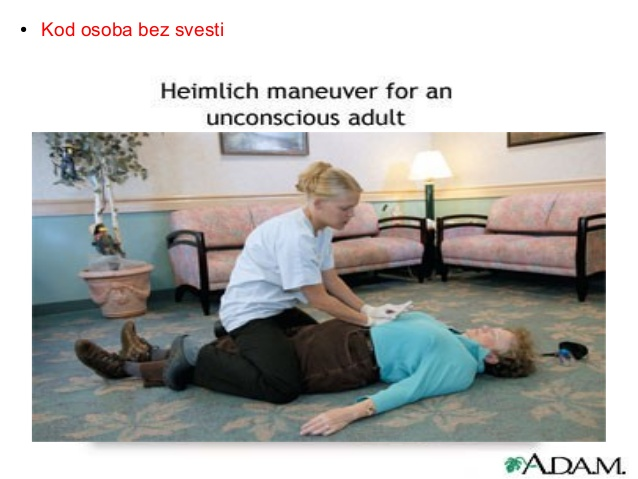 Kod osoba bez svesti
Heimlich maneuver for an
unconscious adult
A.D.A.M.